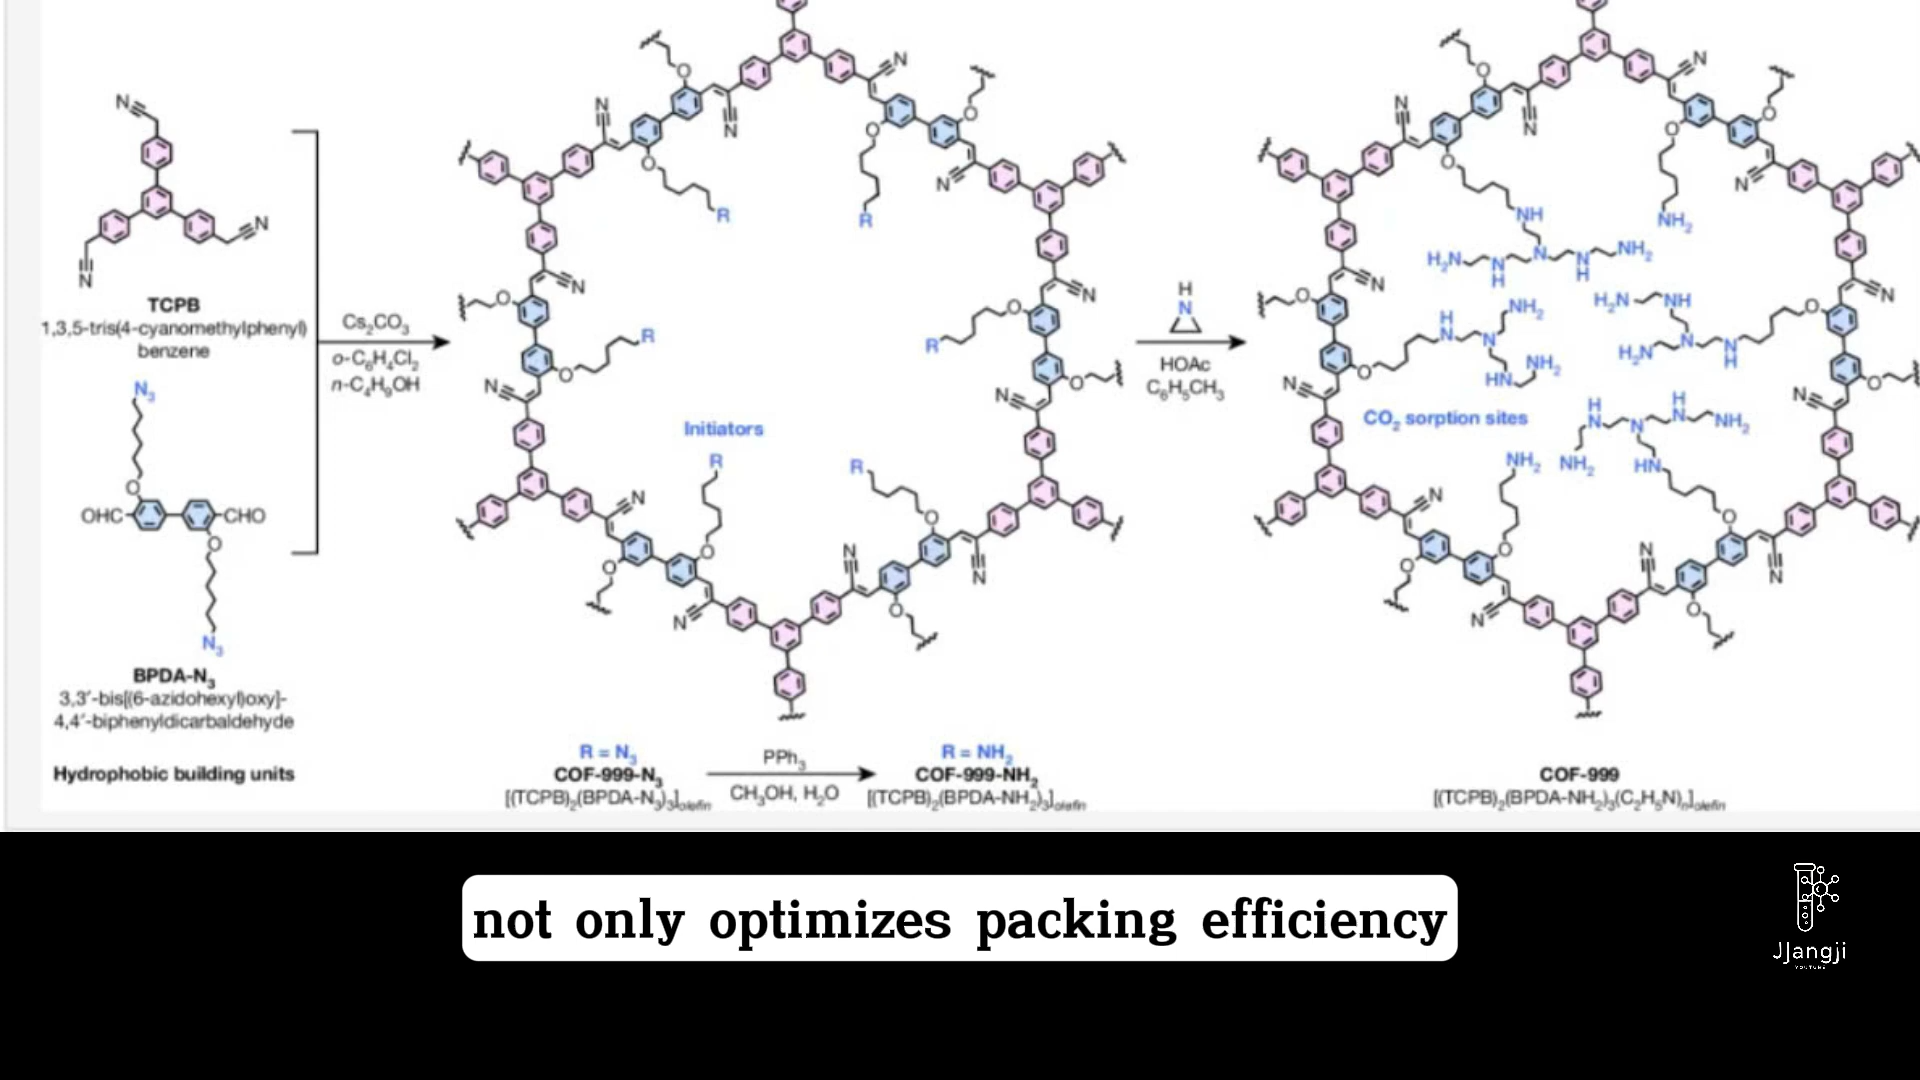 TCPB
1,3,5-tris(4-cyanomethylphenyl)
benzene
N₃
OHC
O
CHO
O
N₃
BPDA-N₃
3,3′-bis[(6-azidohexyl)oxy]-
4,4′-biphenyldicarbaldehyde
Hydrophobic building units
Cs₂CO₃
o-C₆H₄Cl₂
n-C₄H₉OH
Initiators
R = N₃
COF-999-N₃
[(TCPB)₂(BPDA-N₃)₃]olefin
PPh₃
CH₃OH, H₂O
R = NH₂
COF-999-NH₂
[(TCPB)₂(BPDA-NH₂)₃]olefin
H
N
HOAc
C₆H₅CH₃
CO₂ sorption sites
COF-999
[(TCPB)₂(BPDA-NH₂)₃(C₂H₅N)ₙ]olefin
not only optimizes packing efficiency
JJangji
YOUTUBE